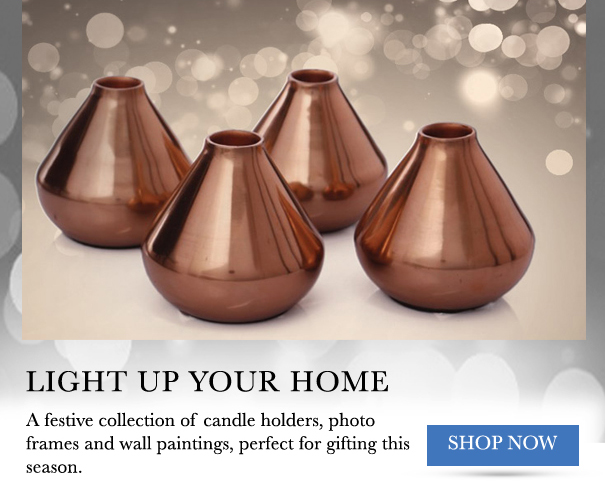 LIGHT UP YOUR HOME
A festive collection of candle holders, photo
frames and wall paintings, perfect for gifting this
season.
SHOP NOW